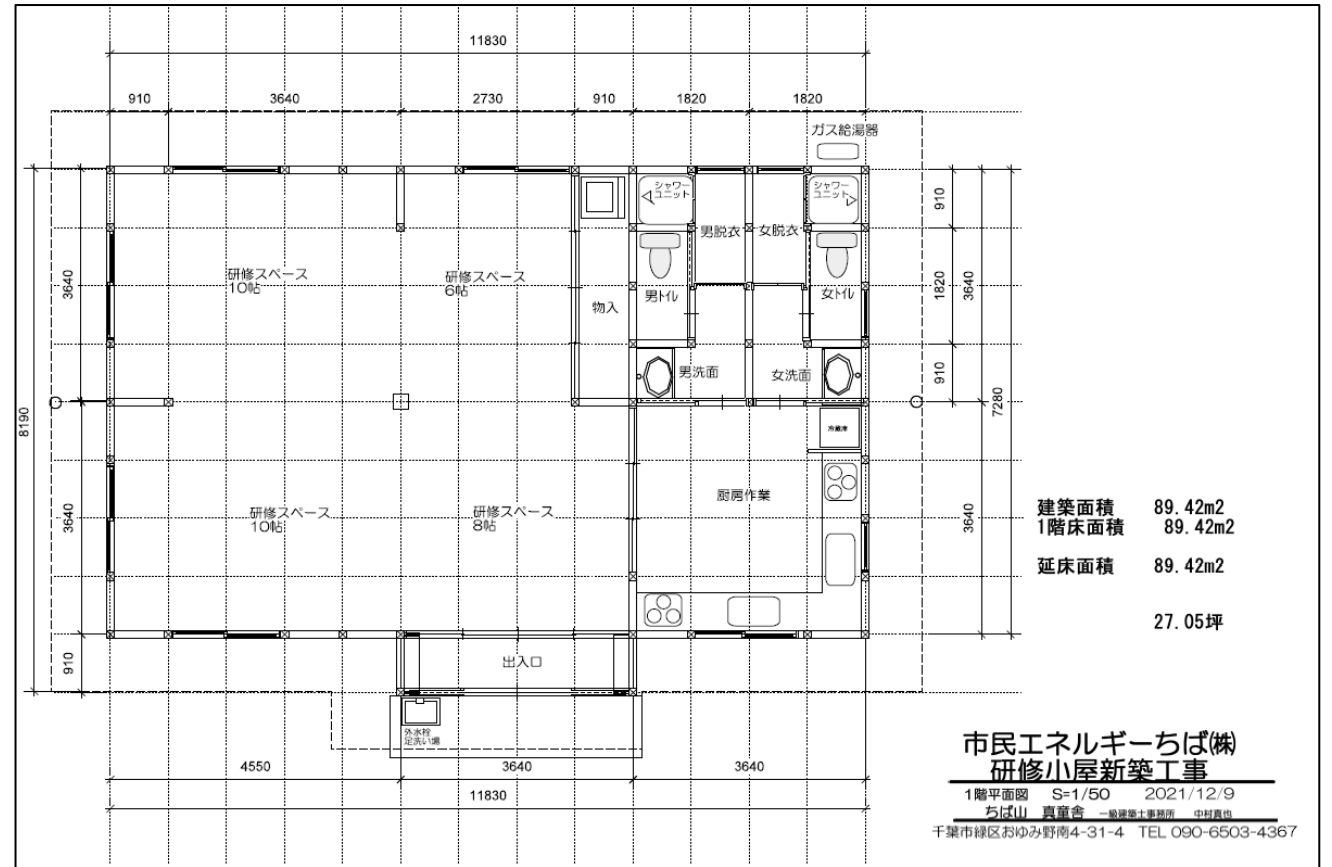 11830
910
3640
2730
910
1820
1820
ガス給湯器
シャワー
ユニット
シャワー
ユニット
910
男脱衣
女脱衣
3640
研修スペース
10帖
研修スペース
6帖
物入
男トイレ
女トイレ
1820
3640
男洗面
女洗面
910
8190
7280
冷蔵庫
厨房作業
研修スペース
10帖
研修スペース
8帖
3640
3640
建築面積 89.42m2
1階床面積 89.42m2
延床面積 89.42m2
27.05坪
910
出入口
外水栓
足洗い場
4550
3640
3640
11830
市民エネルギーちば㈱
研修小屋新築工事
1階平面図 S=1/50 2021/12/9
ちば山 真童舎 一級建築士事務所 中村真也
千葉市緑区おゆみ野南4-31-4 TEL 090-6503-4367